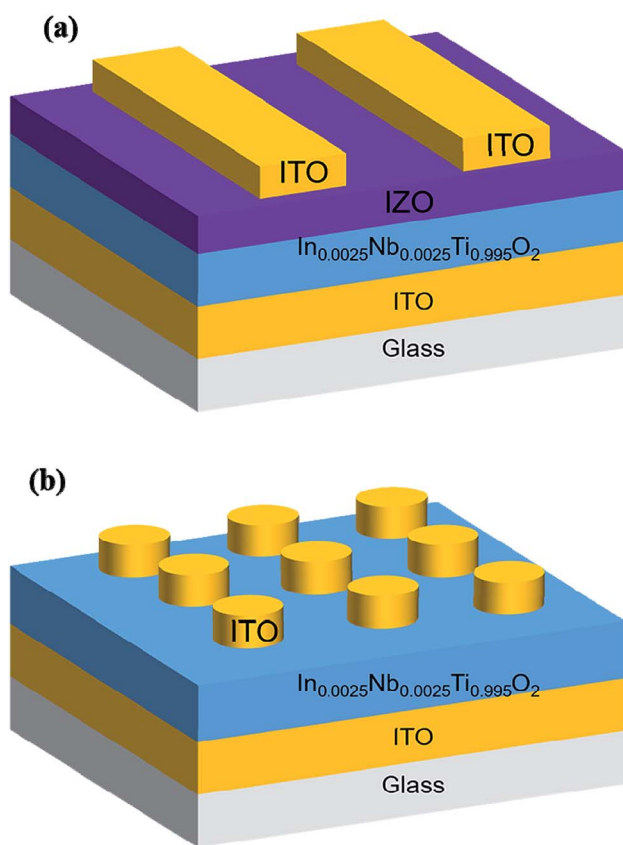 (a)
ITO ITO
IZO
In₀.₀₀₂₅Nb₀.₀₀₂₅Ti₀.₉₉₅O₂
ITO
Glass
(b)
ITO
In₀.₀₀₂₅Nb₀.₀₀₂₅Ti₀.₉₉₅O₂
ITO
Glass